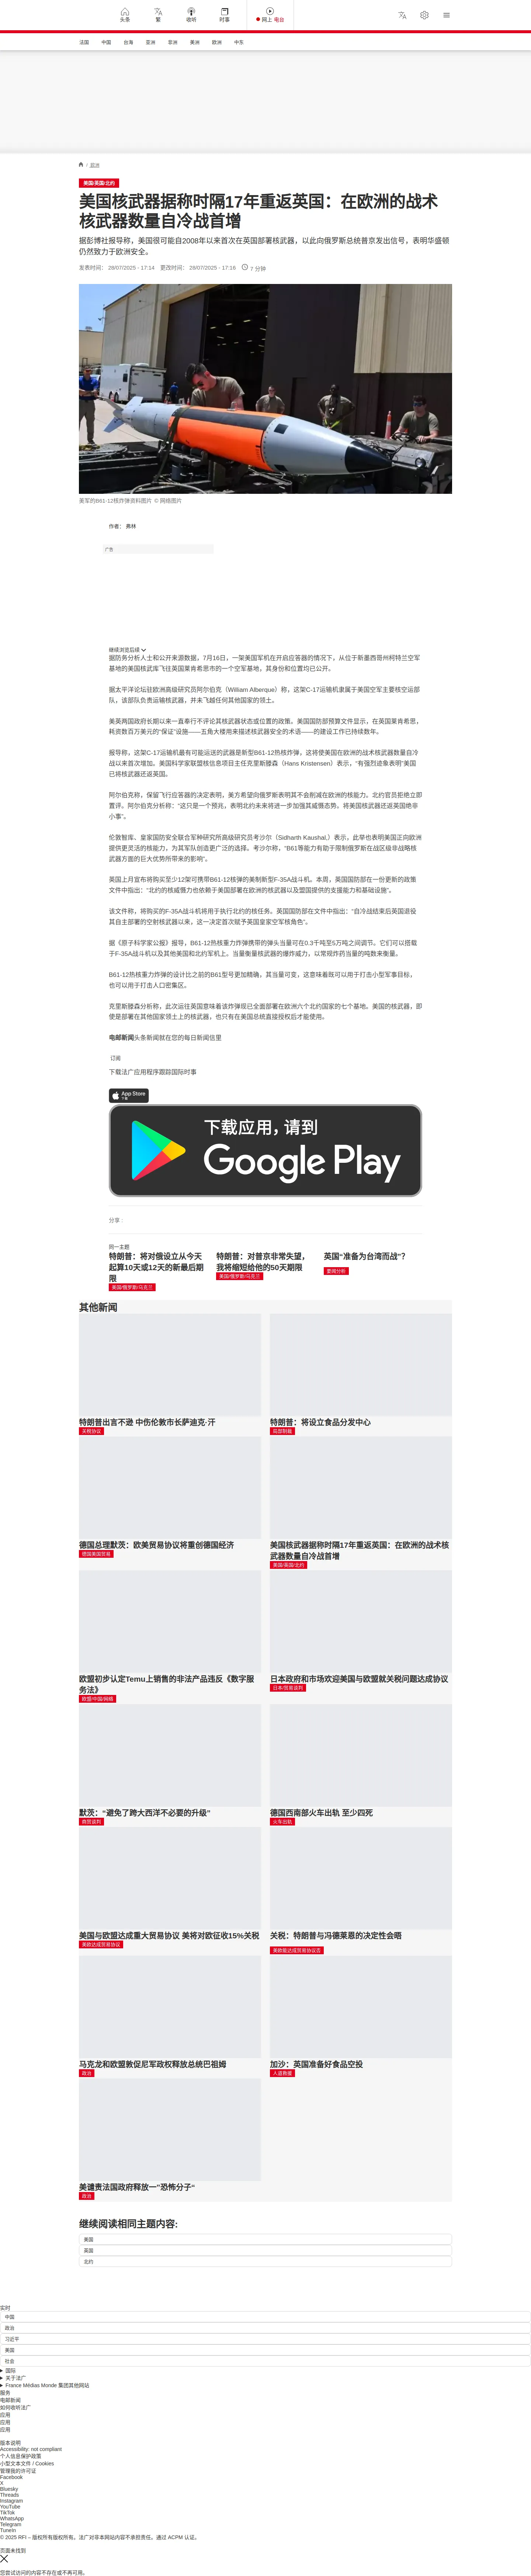 头条
繁
收听
时事
网上 电台
法国 中国 台海 亚洲 非洲 美洲 欧洲 中东
/ 欧洲
美国/英国/北约
美国核武器据称时隔17年重返英国：在欧洲的战术
核武器数量自冷战首增
据彭博社报导称，美国很可能自2008年以来首次在英国部署核武器，以此向俄罗斯总统普京发出信号，表明华盛顿
仍然致力于欧洲安全。
发表时间： 28/07/2025 - 17:14 更改时间： 28/07/2025 - 17:16 7 分钟
美军的B61-12核炸弹资料图片 © 网络图片
作者： 弗林
广告
继续浏览后续
据防务分析人士和公开来源数据，7月16日，一架美国军机在开启应答器的情况下，从位于新墨西哥州柯特兰空军
基地的美国核武库飞往英国莱肯希思市的一个空军基地，其身份和位置均已公开。
据太平洋论坛驻欧洲高级研究员阿尔伯克（William Alberque）称，这架C-17运输机隶属于美国空军主要核空运部
队，该部队负责运输核武器，并未飞越任何其他国家的领土。
美英两国政府长期以来一直奉行不评论其核武器状态或位置的政策。美国国防部预算文件显示，在英国莱肯希思，
耗资数百万美元的“保证”设施——五角大楼用来描述核武器安全的术语——的建设工作已持续数年。
报导称，这架C-17运输机最有可能运送的武器是新型B61-12热核炸弹，这将使美国在欧洲的战术核武器数量自冷
战以来首次增加。美国科学家联盟核信息项目主任克里斯滕森（Hans Kristensen）表示，“有强烈迹象表明”美国
已将核武器迁返英国。
阿尔伯克称，保留飞行应答器的决定表明，美方希望向俄罗斯表明其不会削减在欧洲的核能力。北约官员拒绝立即
置评。阿尔伯克分析称：“这只是一个预兆，表明北约未来将进一步加强其威慑态势。将美国核武器迁返英国绝非
小事”。
伦敦智库、皇家国防安全联合军种研究所高级研究员考沙尔（Sidharth Kaushal,）表示，此举也表明美国正向欧洲
提供更灵活的核能力，为其军队创造更广泛的选择。考沙尔称，“B61等能力有助于限制俄罗斯在战区级非战略核
武器方面的巨大优势所带来的影响”。
英国上月宣布将购买至少12架可携带B61-12核弹的美制新型F-35A战斗机。本周，英国国防部在一份更新的政策
文件中指出：“北约的核威慑力也依赖于美国部署在欧洲的核武器以及盟国提供的支援能力和基础设施”。
该文件称，将购买的F-35A战斗机将用于执行北约的核任务。英国国防部在文件中指出：“自冷战结束后英国退役
其自主部署的空射核武器以来，这一决定首次赋予英国皇家空军核角色”。
据《原子科学家公报》报导，B61-12热核重力炸弹携带的弹头当量可在0.3千吨至5万吨之间调节。它们可以搭载
于F-35A战斗机以及其他美国和北约军机上。当量衡量核武器的爆炸威力，以常规炸药当量的吨数来衡量。
B61-12热核重力炸弹的设计比之前的B61型号更加精确，其当量可变，这意味着既可以用于打击小型军事目标，
也可以用于打击人口密集区。
克里斯滕森分析称，此次运往英国意味着该炸弹现已全面部署在欧洲六个北约国家的七个基地。美国的核武器，即
使是部署在其他国家领土上的核武器，也只有在美国总统直接授权后才能使用。
电邮新闻头条新闻就在您的每日新闻信里
订阅
下载法广应用程序跟踪国际时事
App Store
下载
下载应用，请到
Google Play
分享 :
同一主题
特朗普：将对俄设立从今天起算10天或12天的新最后期限
美国/俄罗斯/乌克兰
特朗普：对普京非常失望，我将缩短给他的50天期限
美国/俄罗斯/乌克兰
英国“准备为台湾而战”？
要闻分析
其他新闻
特朗普出言不逊 中伤伦敦市长萨迪克·汗
关税协议
特朗普：将设立食品分发中心
德国总理默茨：欧美贸易协议将重创德国经济
德国美国贸易
美国核武器据称时隔17年重返英国：在欧洲的战术核武器数量自冷战首增
美国/英国/北约
欧盟初步认定Temu上销售的非法产品违反《数字服务法》
欧盟/中国/网络
日本政府和市场欢迎美国与欧盟就关税问题达成协议
日本/贸易谈判
默茨：“避免了跨大西洋不必要的升级”
商贸谈判
德国西南部火车出轨 至少四死
火车出轨
美国与欧盟达成重大贸易协议 美将对欧征收15%关税
美欧达成贸易协议
关税：特朗普与冯德莱恩的决定性会晤
美欧能达成贸易协议否
马克龙和欧盟敦促尼军政权释放总统巴祖姆
政治
加沙：英国准备好食品空投
人道救援
美谴责法国政府释放一“恐怖分子”
政治
继续阅读相同主题内容:
美国
英国
北约
实时
中国
政治
习近平
美国
社会
国际
关于法广
France Médias Monde 集团其他网站
服务
电邮新闻
如何收听法广
应用
应用
应用
版本说明
Accessibility: not compliant
个人信息保护政策
小型文本文件 / Cookies
管理我的许可证
Facebook
X
Bluesky
Threads
Instagram
YouTube
TikTok
WhatsApp
Telegram
TuneIn
© 2025 RFI – 版权所有版权所有。法广对非本网站内容不承担责任。通过 ACPM 认证。
页面未找到
您尝试访问的内容不存在或不再可用。